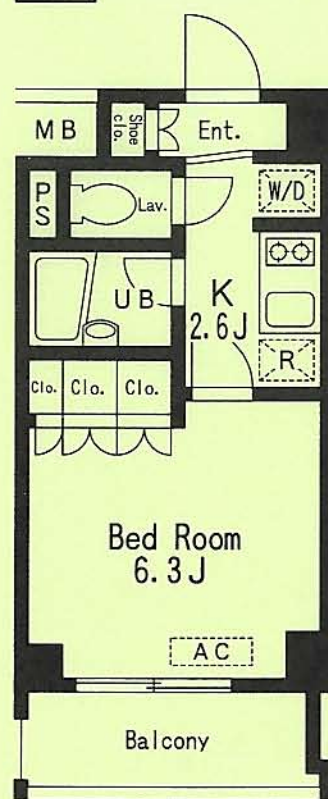 MB
Shoe
clo.
Ent.
PS
Lav.
W/D
UB
K
2.6J
R
Clo.
Clo.
Clo.
Bed Room
6.3J
AC
Balcony